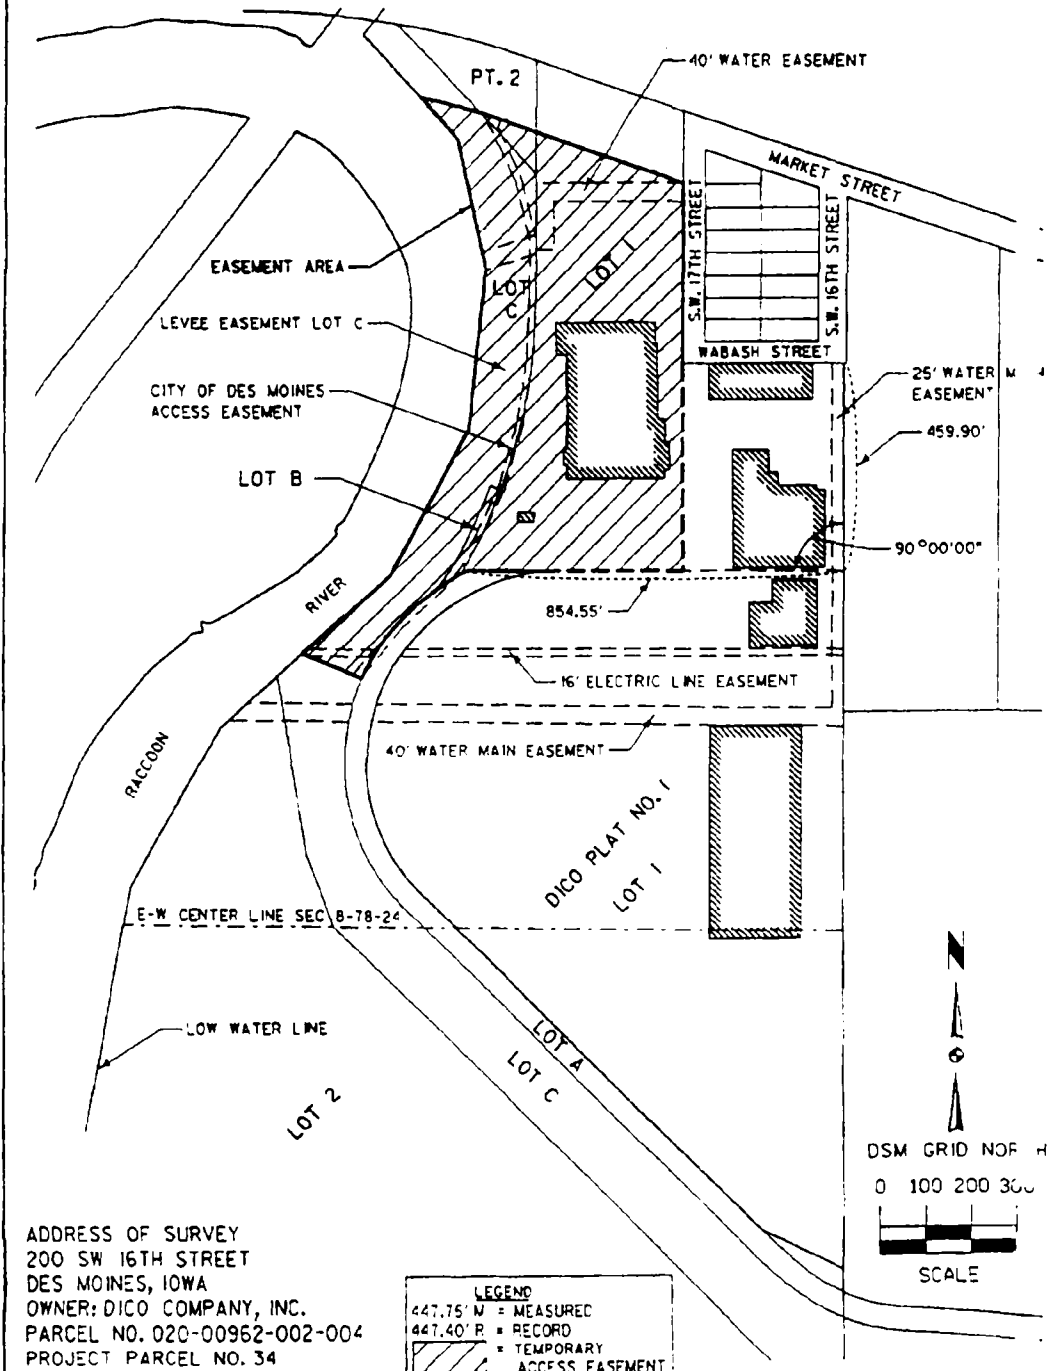 40' WATER EASEMENT
PT. 2
MARKET STREET
S.W. 17TH STREET
S.W. 16TH STREET
EASEMENT AREA
LOT 1
LOT
C
LEVEE EASEMENT LOT C
WABASH STREET
25' WATER M
EASEMENT
CITY OF DES MOINES
ACCESS EASEMENT
459.90'
LOT B
90°00'00"
RIVER
854.55'
16' ELECTRIC LINE EASEMENT
RACCOON
40' WATER MAIN EASEMENT
DICO PLAT NO. 1
LOT 1
E-W CENTER LINE SEC 8-78-24
N
LOW WATER LINE
LOT A
LOT C
LOT 2
DSM GRID NOR H
0 100 200 30
SCALE
ADDRESS OF SURVEY
200 SW 16TH STREET
DES MOINES, IOWA
OWNER: DICO COMPANY, INC.
PARCEL NO. 020-00962-002-004
PROJECT PARCEL NO. 34
LEGEND
447.75' M = MEASURED
447.40' R = RECORD
= TEMPORARY
ACCESS EASEMENT